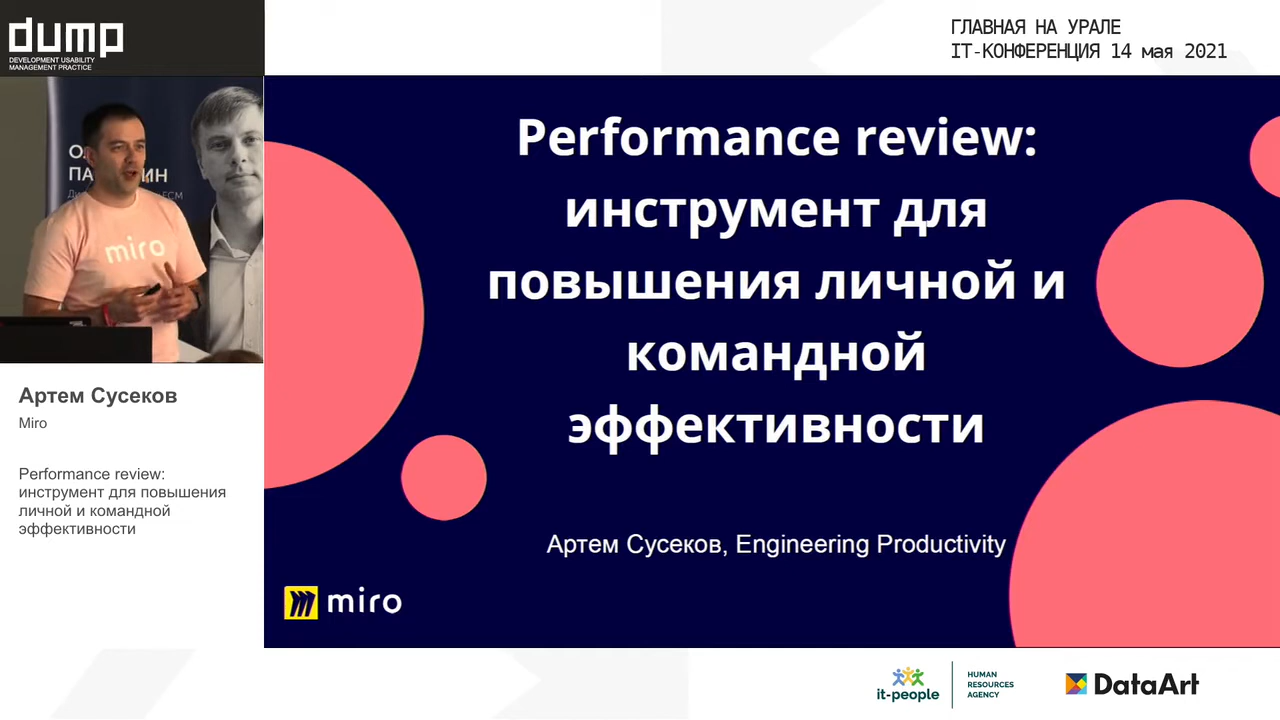 dump
DEVELOPMENT USABILITY
MANAGEMENT PRACTICE
ГЛАВНАЯ НА УРАЛЕ
IT-КОНФЕРЕНЦИЯ 14 мая 2021
miro
Артем Сусеков
Miro
Performance review:
инструмент для повышения
личной и командной
эффективности
Performance review:
инструмент для
повышения личной и
командной
эффективности
Артем Сусеков, Engineering Productivity
miro
it-people
HUMAN
RESOURCES
AGENCY
DataArt